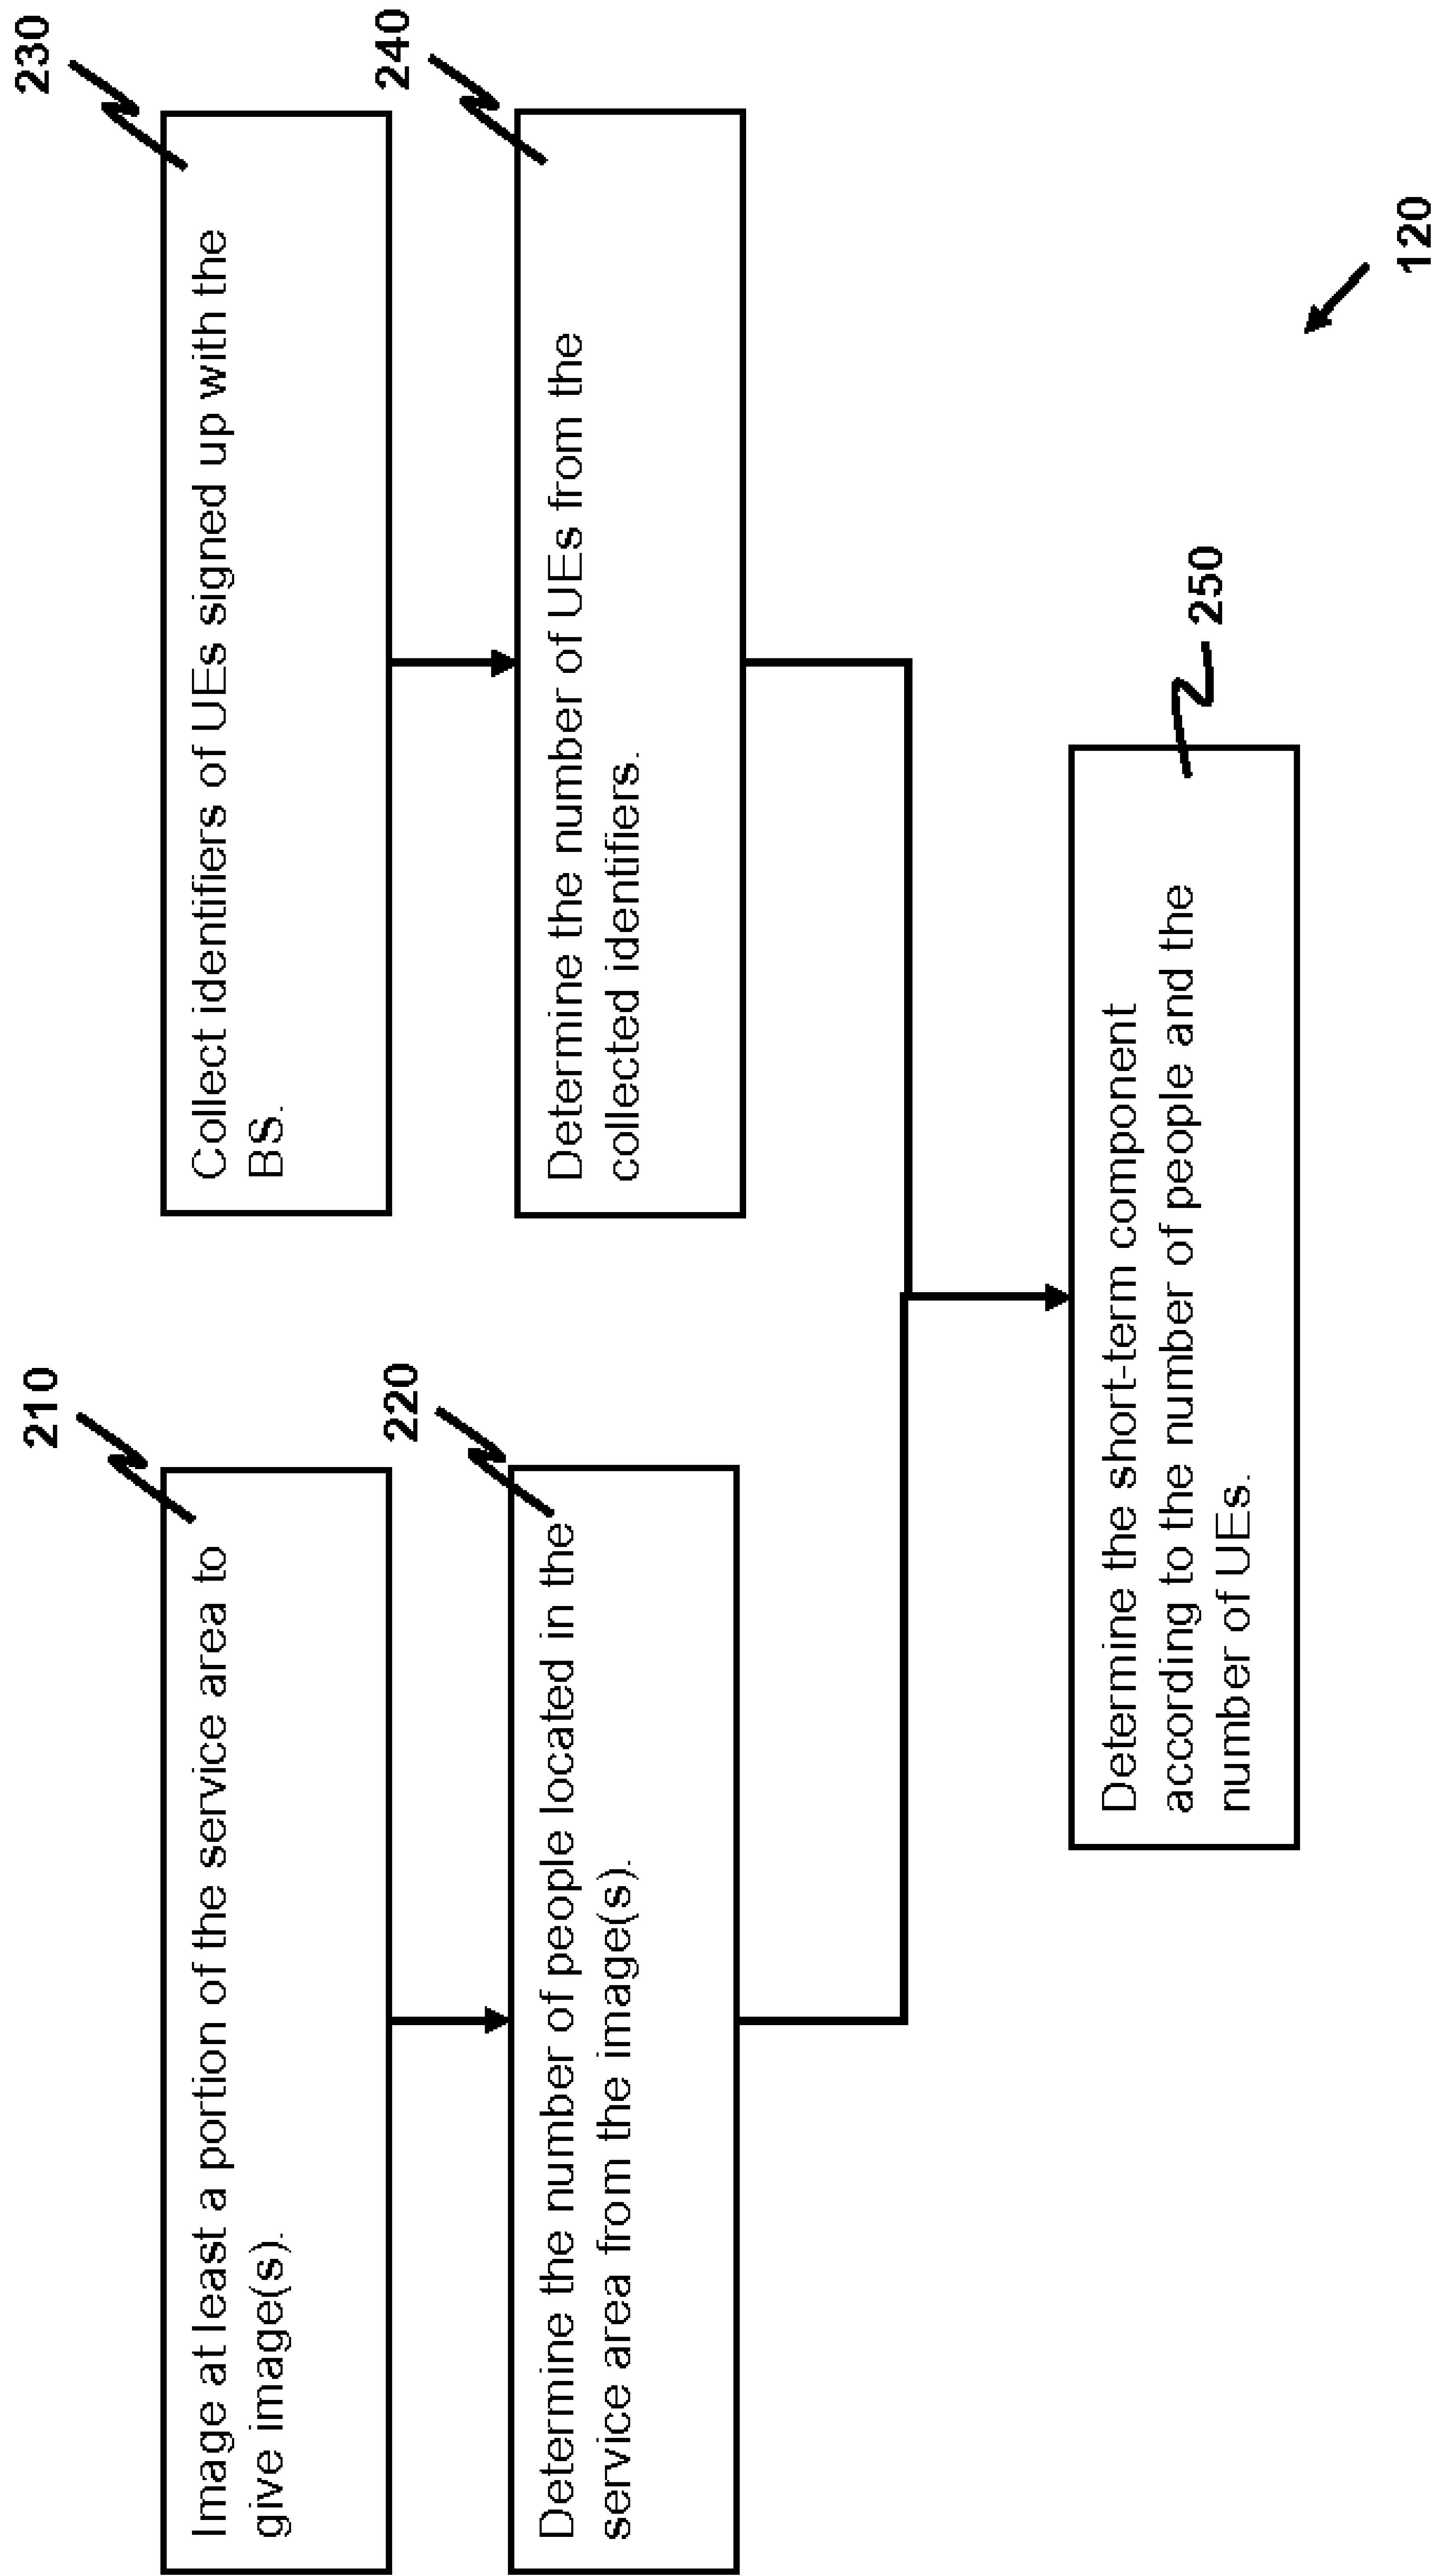 210
Image at least a portion of the service area to
give image(s).
220
Determine the number of people located in the
service area from the image(s).
230
Collect identifiers of UEs signed up with the
BS.
240
Determine the number of UEs from the
collected identifiers.
250
Determine the short-term component
according to the number of people and the
number of UEs.
120